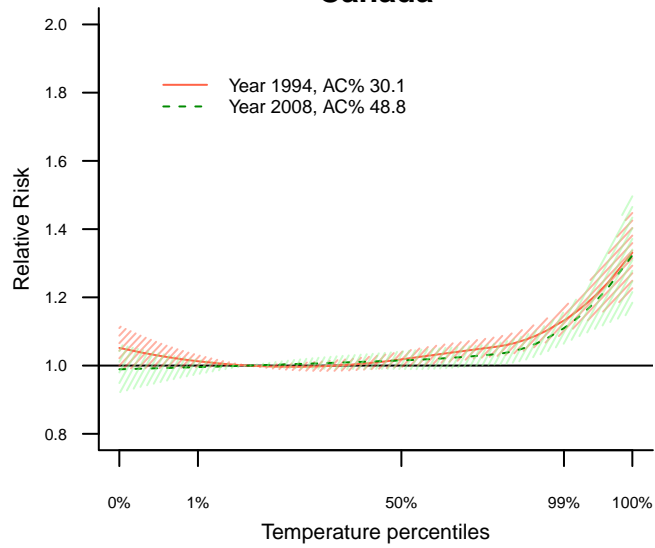 Canada
2.0
1.8
1.6
1.4
1.2
1.0
0.8
Relative Risk
Year 1994, AC% 30.1
Year 2008, AC% 48.8
0% 1% 50% 99% 100%
Temperature percentiles